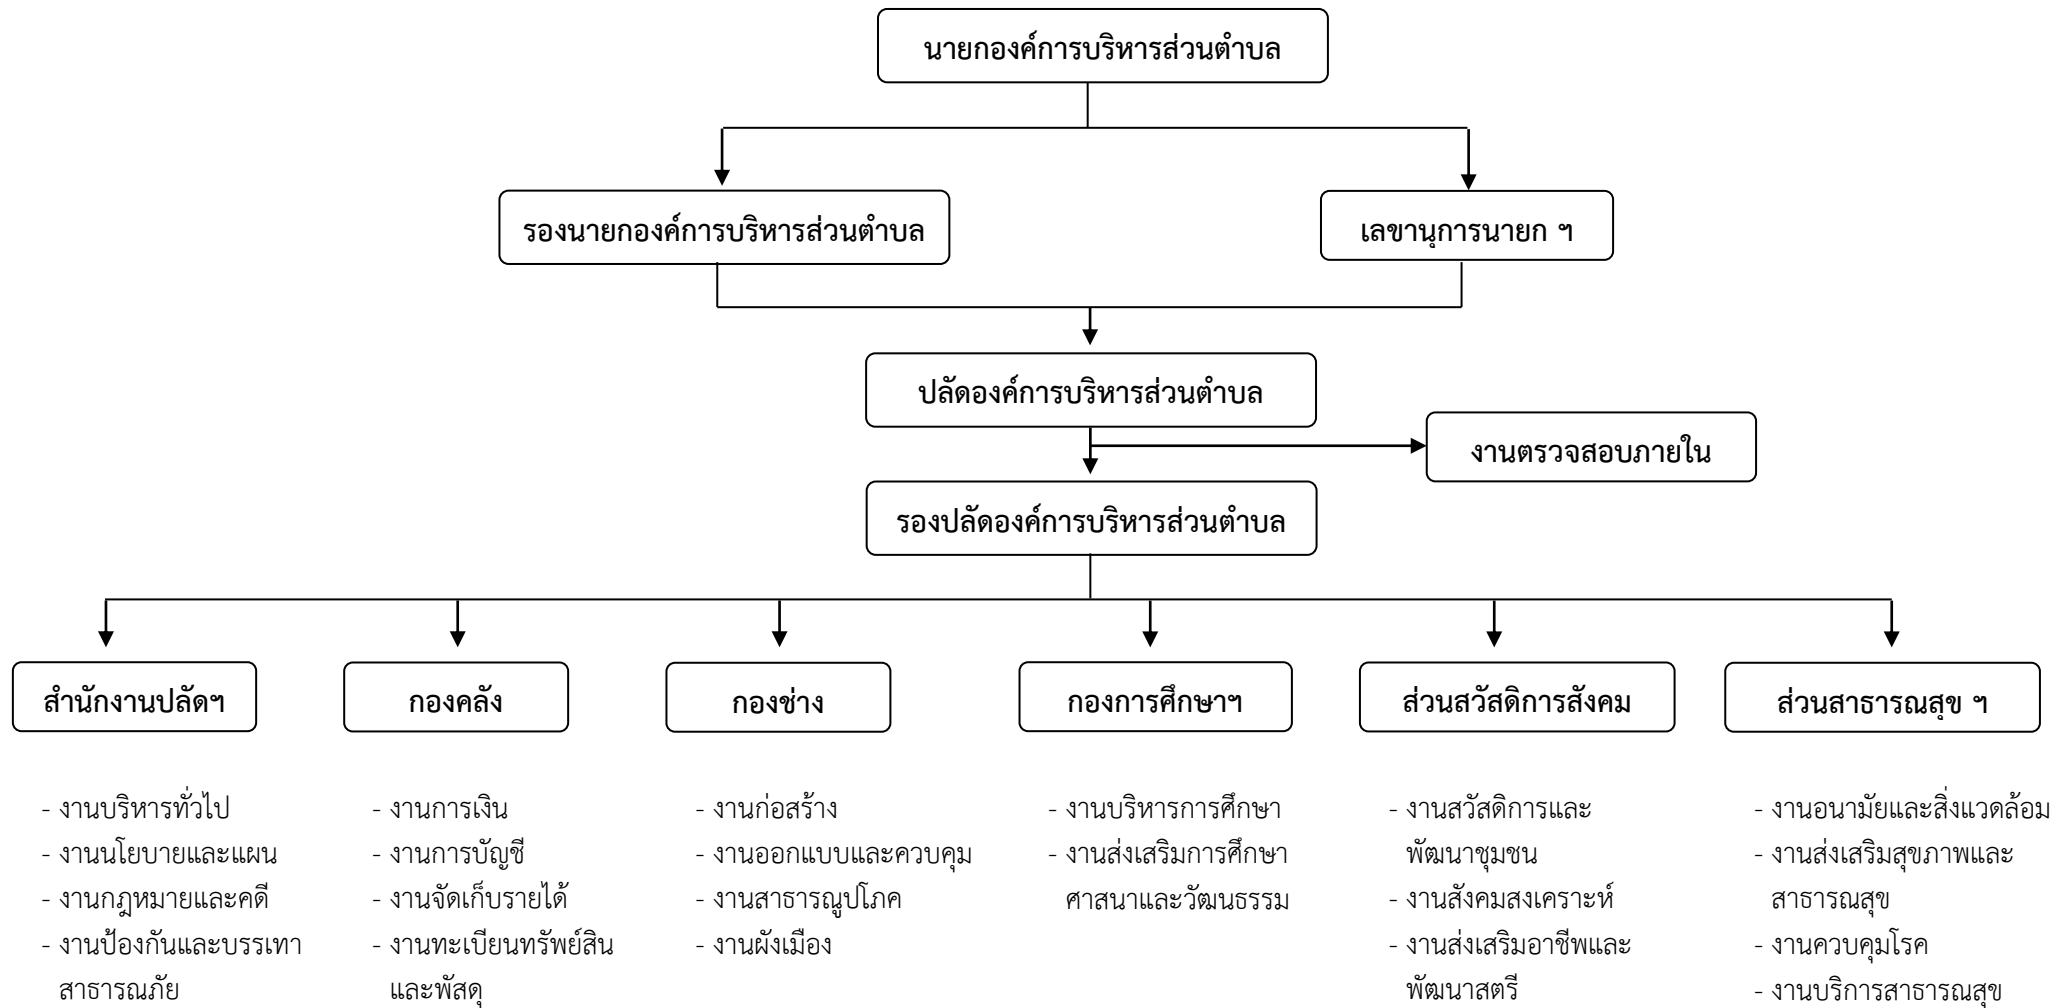 นายกองค์การบริหารส่วนตำบล
รองนายกองค์การบริหารส่วนตำบล
เลขานุการนายก ฯ
ปลัดองค์การบริหารส่วนตำบล
งานตรวจสอบภายใน
รองปลัดองค์การบริหารส่วนตำบล
สำนักงานปลัดฯ
กองคลัง
กองช่าง
กองการศึกษาฯ
ส่วนสวัสดิการสังคม
ส่วนสาธารณสุข ฯ
- งานบริหารทั่วไป
- งานนโยบายและแผน
- งานกฎหมายและคดี
- งานป้องกันและบรรเทา
สาธารณภัย
- งานการเงิน
- งานการบัญชี
- งานจัดเก็บรายได้
- งานทะเบียนทรัพย์สิน
และพัสดุ
- งานก่อสร้าง
- งานออกแบบและควบคุม
- งานสาธารณูปโภค
- งานผังเมือง
- งานบริหารการศึกษา
- งานส่งเสริมการศึกษา
ศาสนาและวัฒนธรรม
- งานสวัสดิการและ
พัฒนาชุมชน
- งานสังคมสงเคราะห์
- งานส่งเสริมอาชีพและ
พัฒนาสตรี
- งานอนามัยและสิ่งแวดล้อม
- งานส่งเสริมสุขภาพและ
สาธารณสุข
- งานควบคุมโรค
- งานบริการสาธารณสุข